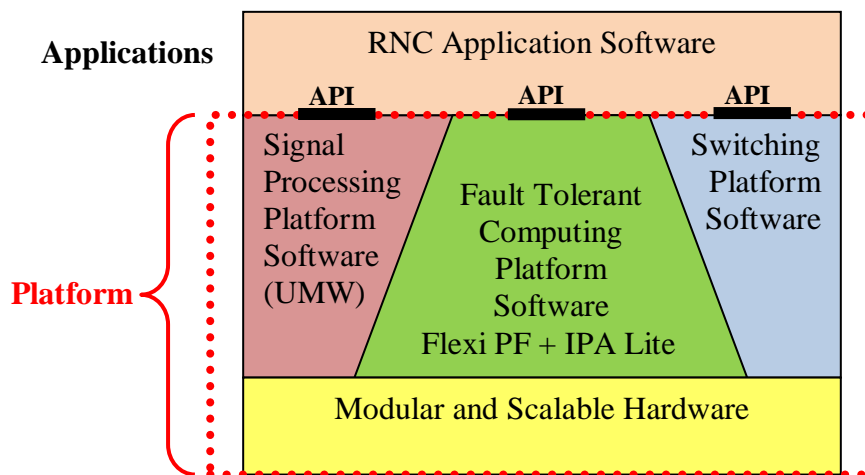 Applications
RNC Application Software
API
API
API
Platform
Signal
Processing
Platform
Software
(UMW)
Fault Tolerant
Computing
Platform
Software
Flexi PF + IPA Lite
Switching
Platform
Software
Modular and Scalable Hardware